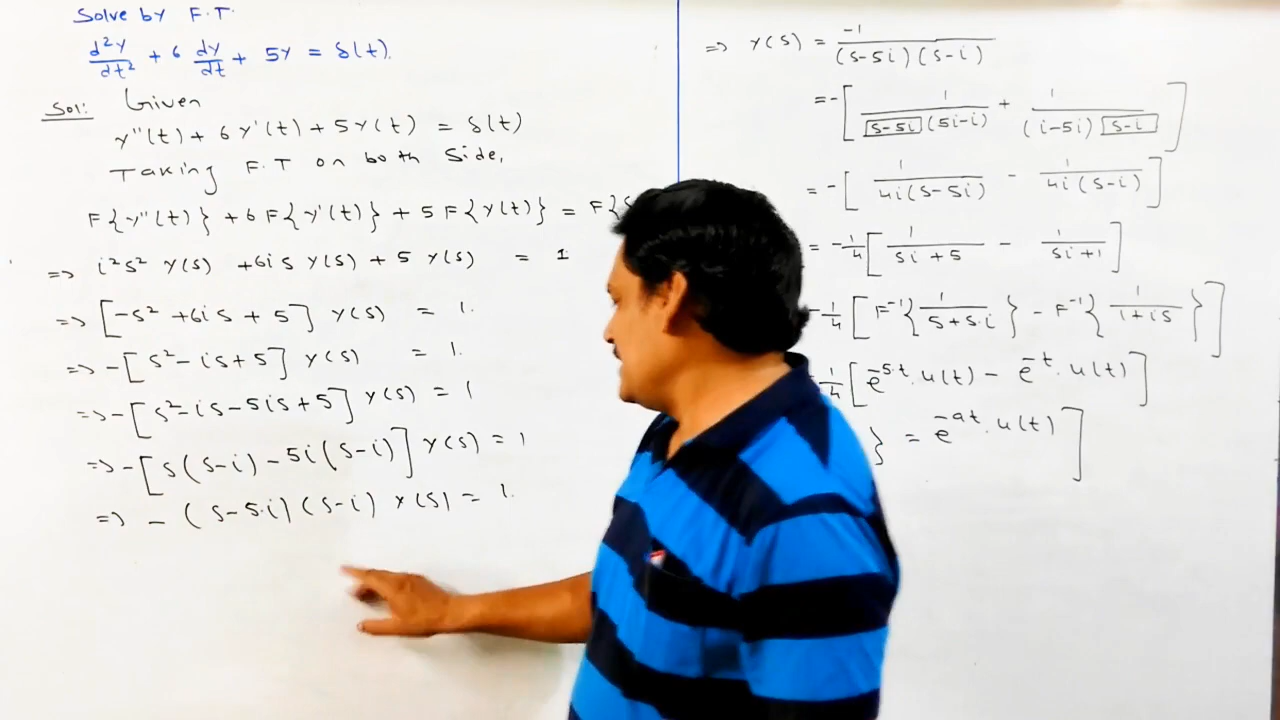 Solve by F.T.
d²y/dt² + 6 dy/dt + 5y = δ(t).
Sol: Given
y''(t) + 6y'(t) + 5y(t) = δ(t)
Taking F.T on both side,
F{y''(t)} + 6F{y'(t)} + 5F{y(t)} = F{
=> i²s² y(s) + 6is y(s) + 5 y(s) = 1
=> [-s² + 6is + 5] y(s) = 1.
=> -[s² - is + 5] y(s) = 1.
=> -[s² - is - 5is + 5] y(s) = 1
=> -[s(s-i) - 5i(s-i)] y(s) = 1
=> -(s-5i)(s-i) y(s) = 1.
=> y(s) = -1/(s-5i)(s-i)
= -[1/(s-5i)(5i-i) + 1/(i-5i)(s-i)]
= -[1/4i(s-5i) - 1/4i(s-i)]
= -1/4[1/si+5 - 1/si+1]
-1/4[F⁻¹{1/5+s.i} - F⁻¹{1/1+is}]
1/4[e^-5t.u(t) - e^-t.u(t)]
} = e^-at.u(t)]